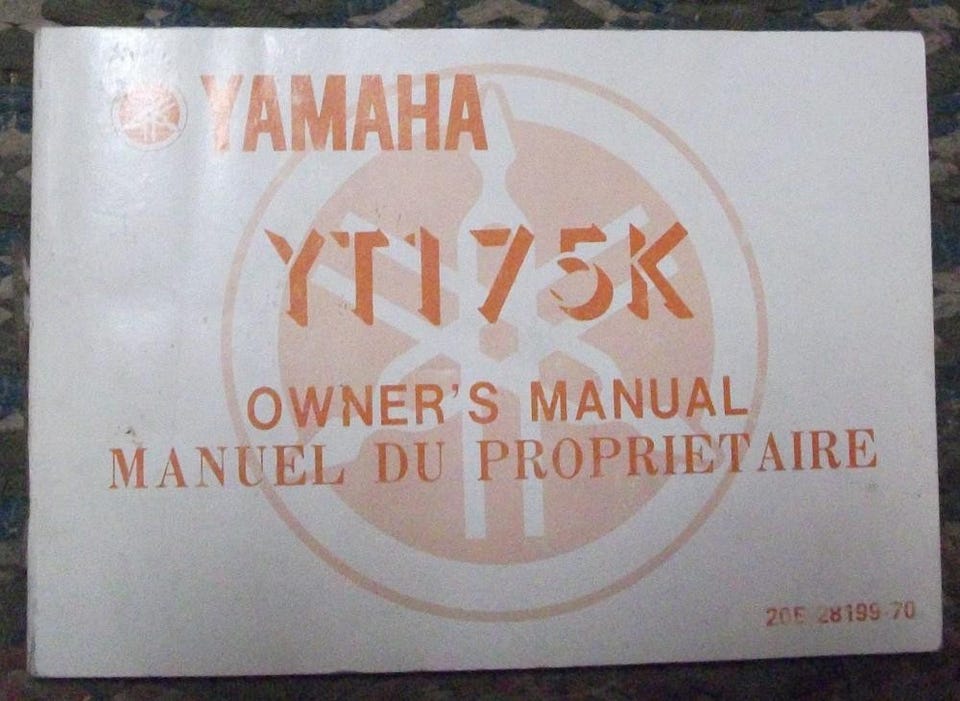 YAMAHA
YT175K
OWNER'S MANUAL
MANUEL DU PROPRIETAIRE
20E-28199-70